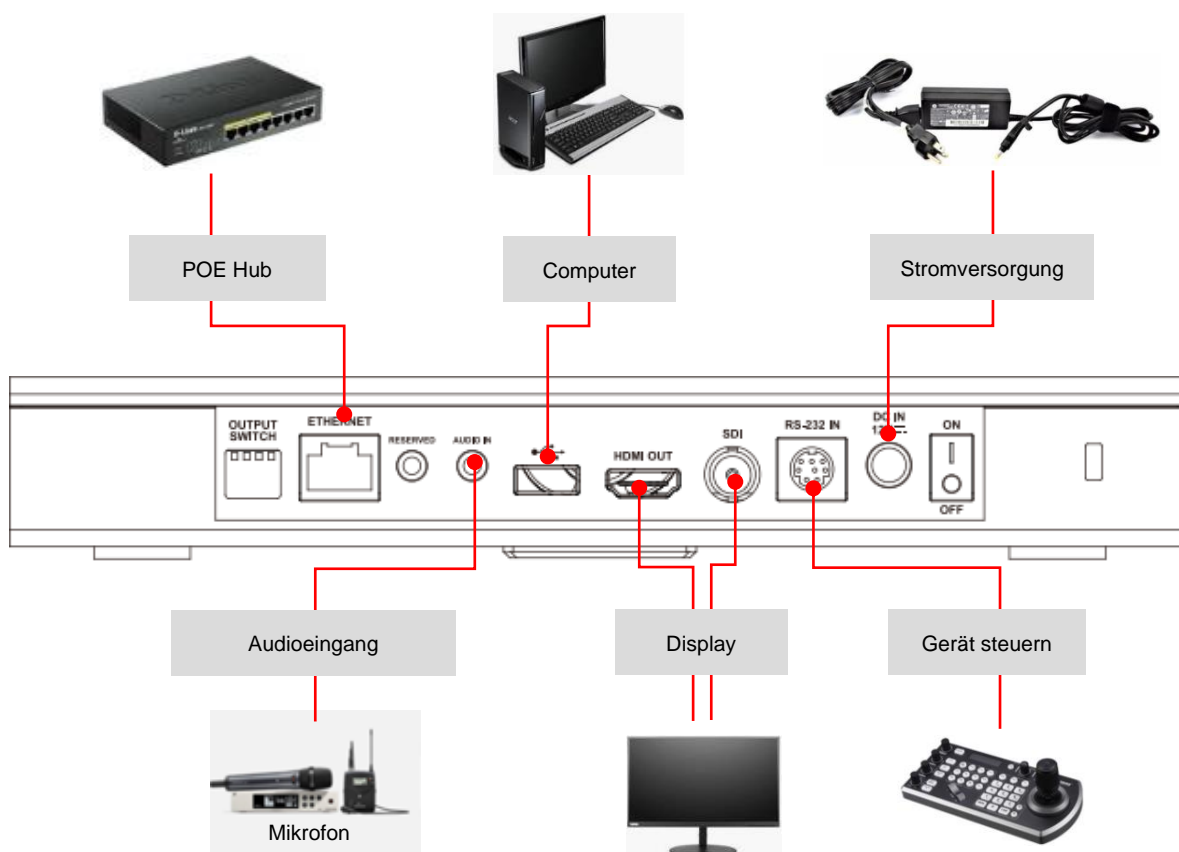 D-Link
POE Hub
Computer
Stromversorgung
OUTPUT
SWITCH
ETHERNET
RESERVED
AUDIO IN
HDMI OUT
SDI
RS-232 IN
DC IN
ON
OFF
Audioeingang
Display
Gerät steuern
Mikrofon